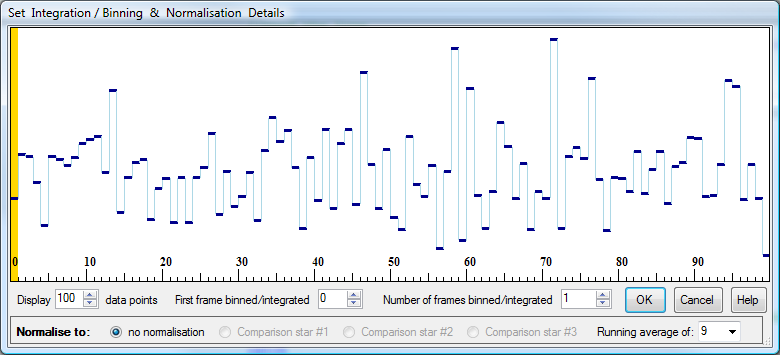 Set Integration / Binning & Normalisation Details
0 10 20 30 40 50 60 70 80 90
Display 100 data points First frame binned/integrated 0 Number of frames binned/integrated 1 OK Cancel Help
Normalise to: no normalisation Comparison star #1 Comparison star #2 Comparison star #3 Running average of: 9